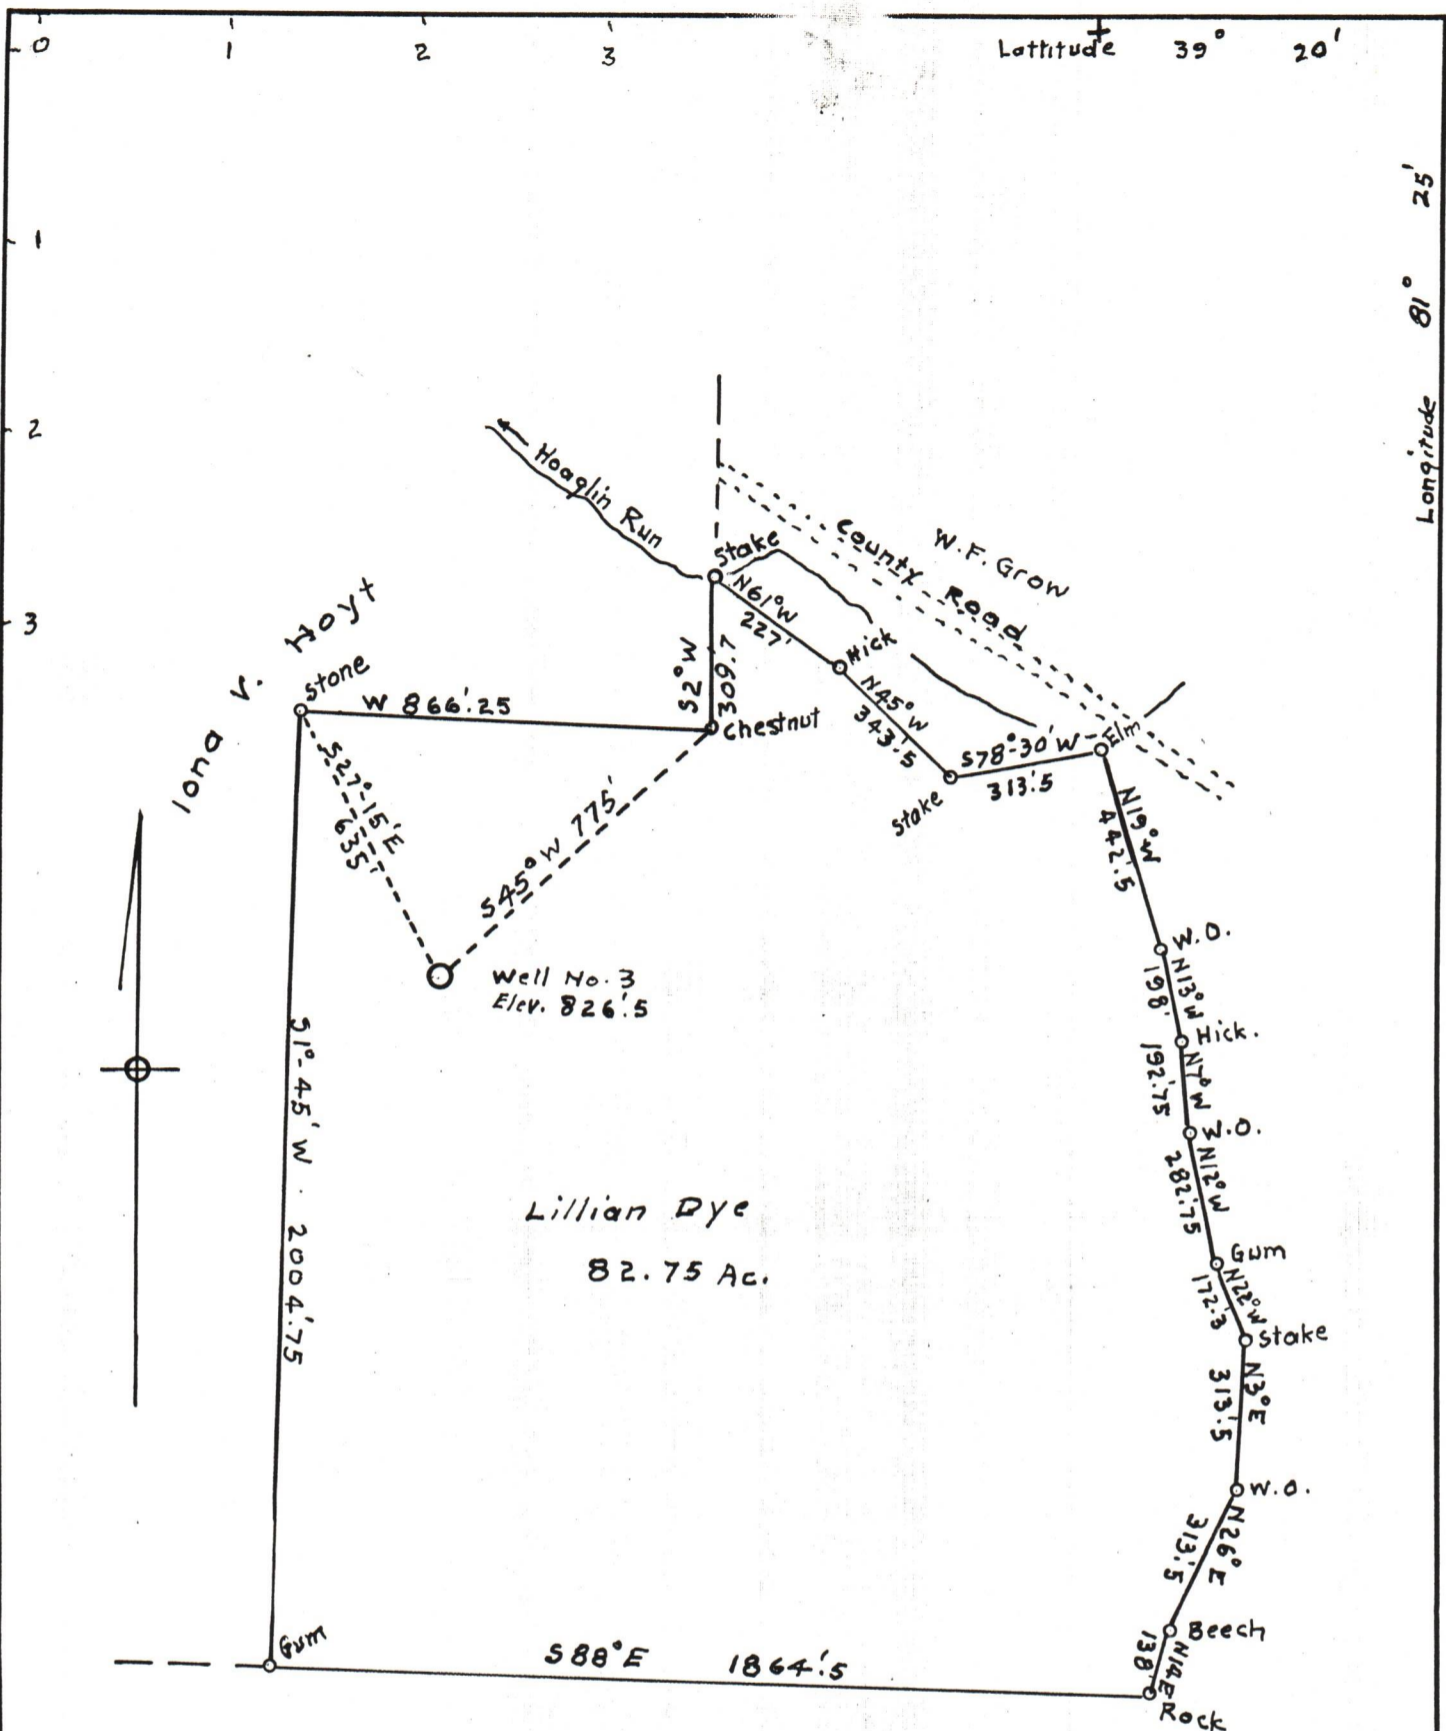 0 1 2 3 Lattitude 39° 20'
1
2
3
Longitude 81° 25'
Hoaglin Run
County Road
W.F. Grow
Iona V. Hoyt
Stone
W 866'.25
Chestnut
S2°W
309.7
Stake
N61°W
227'
Hick
N45°W
343'.5
Stake
S78°-30'W
313'.5
Elm
N19°W
442'.5
W.O.
N13°W
198'
Hick.
N7°W
192'.75
W.O.
N12°W
282'.75
Gum
N22°W
172'.3
Stake
N3°E
313'.5
W.O.
N26°E
313'.5
Beech
N14E
138'
Rock
S27°-15'E
635'
S45°W 775'
Well No. 3
Elev. 826'.5
S1°-45'W 2004'.75
Lillian Dye
82.75 Ac.
Gum
S88°E 1864'.5